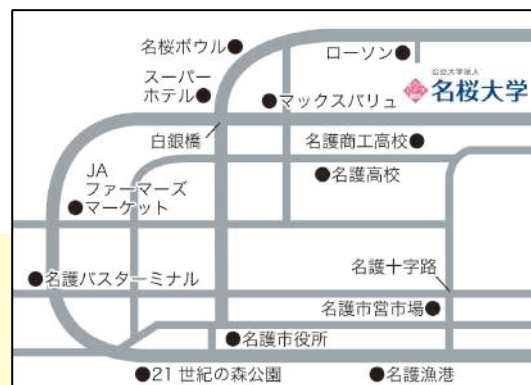 名桜ボウル
ローソン
公立大学法人
名桜大学
スーパー
ホテル
マックスバリュ
白銀橋
名護商工高校
JA
ファーマーズ
マーケット
名護高校
名護バスターミナル
名護十字路
名護市営市場
名護市役所
21世紀の森公園
名護漁港